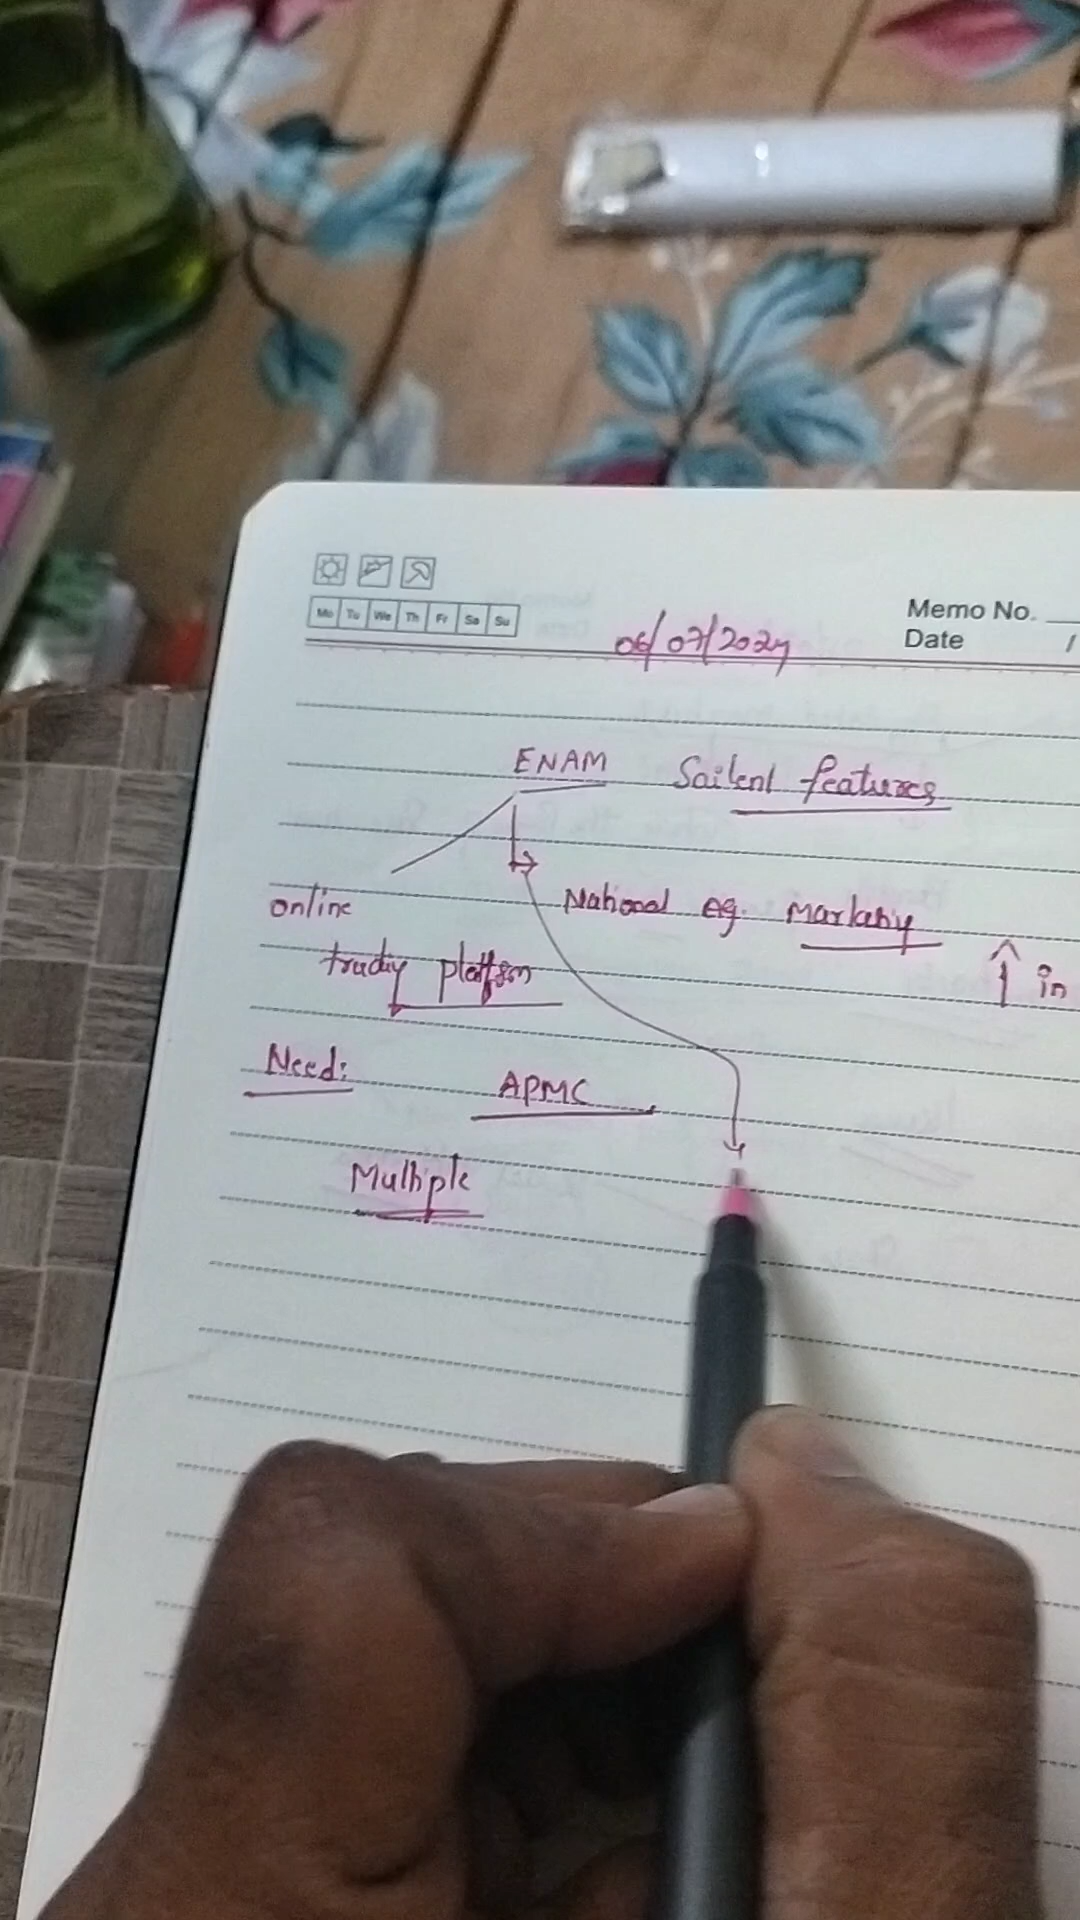 Mo Tu We Th Fr Sa Su
Memo No.
Date /
06/07/2024
ENAM Sailent features
National ag. Markeby
online
trading platform
↑ in
Need:
APMC
Multiple